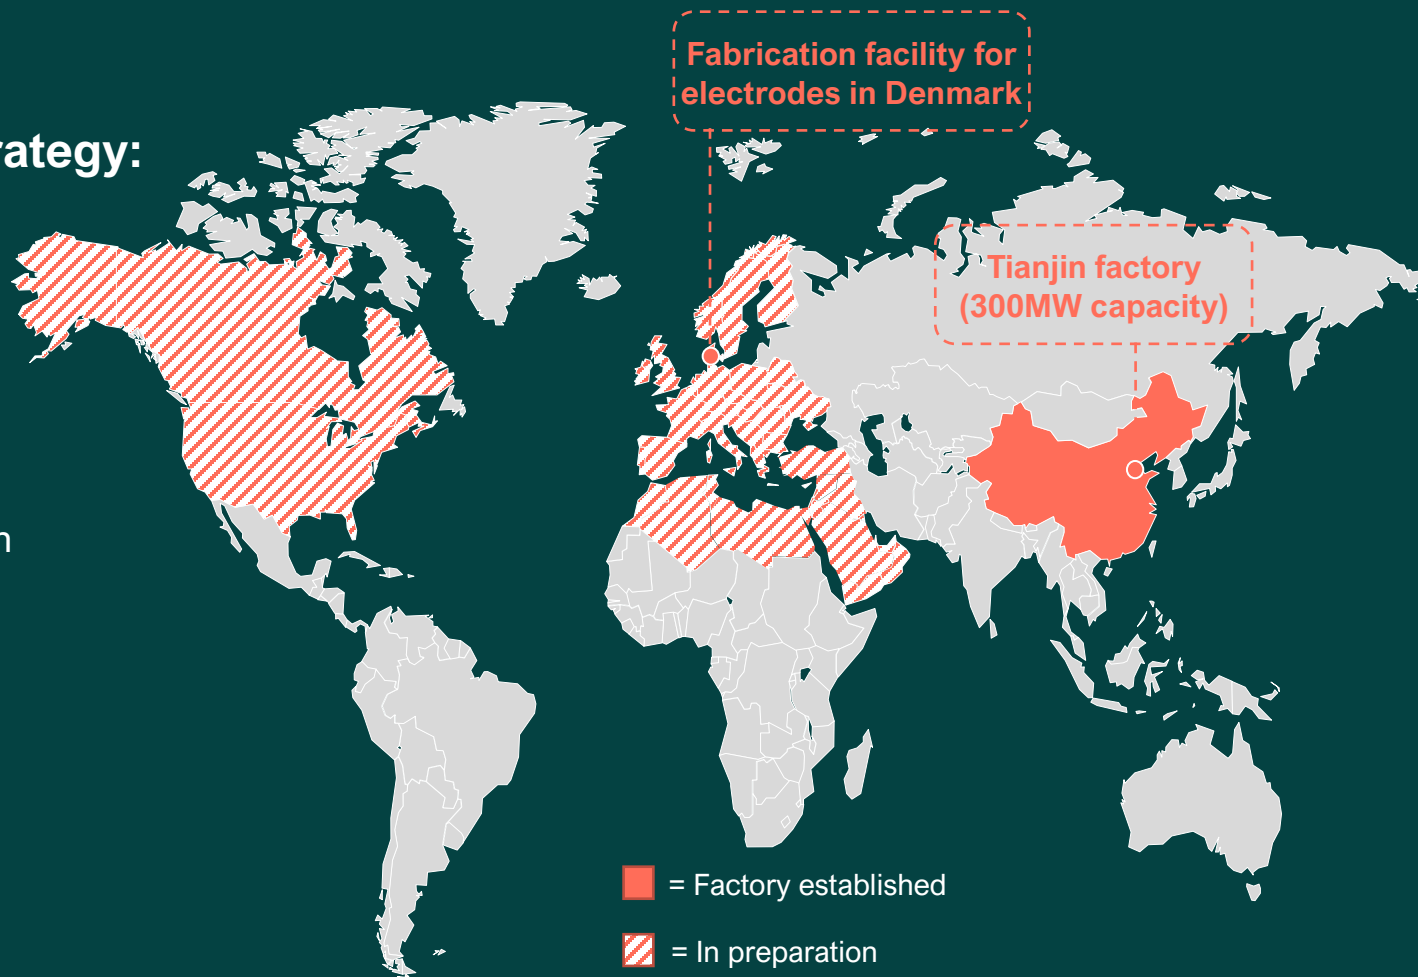 Fabrication facility for
electrodes in Denmark
rategy:
Tianjin factory
(300MW capacity)
n
= Factory established
= In preparation